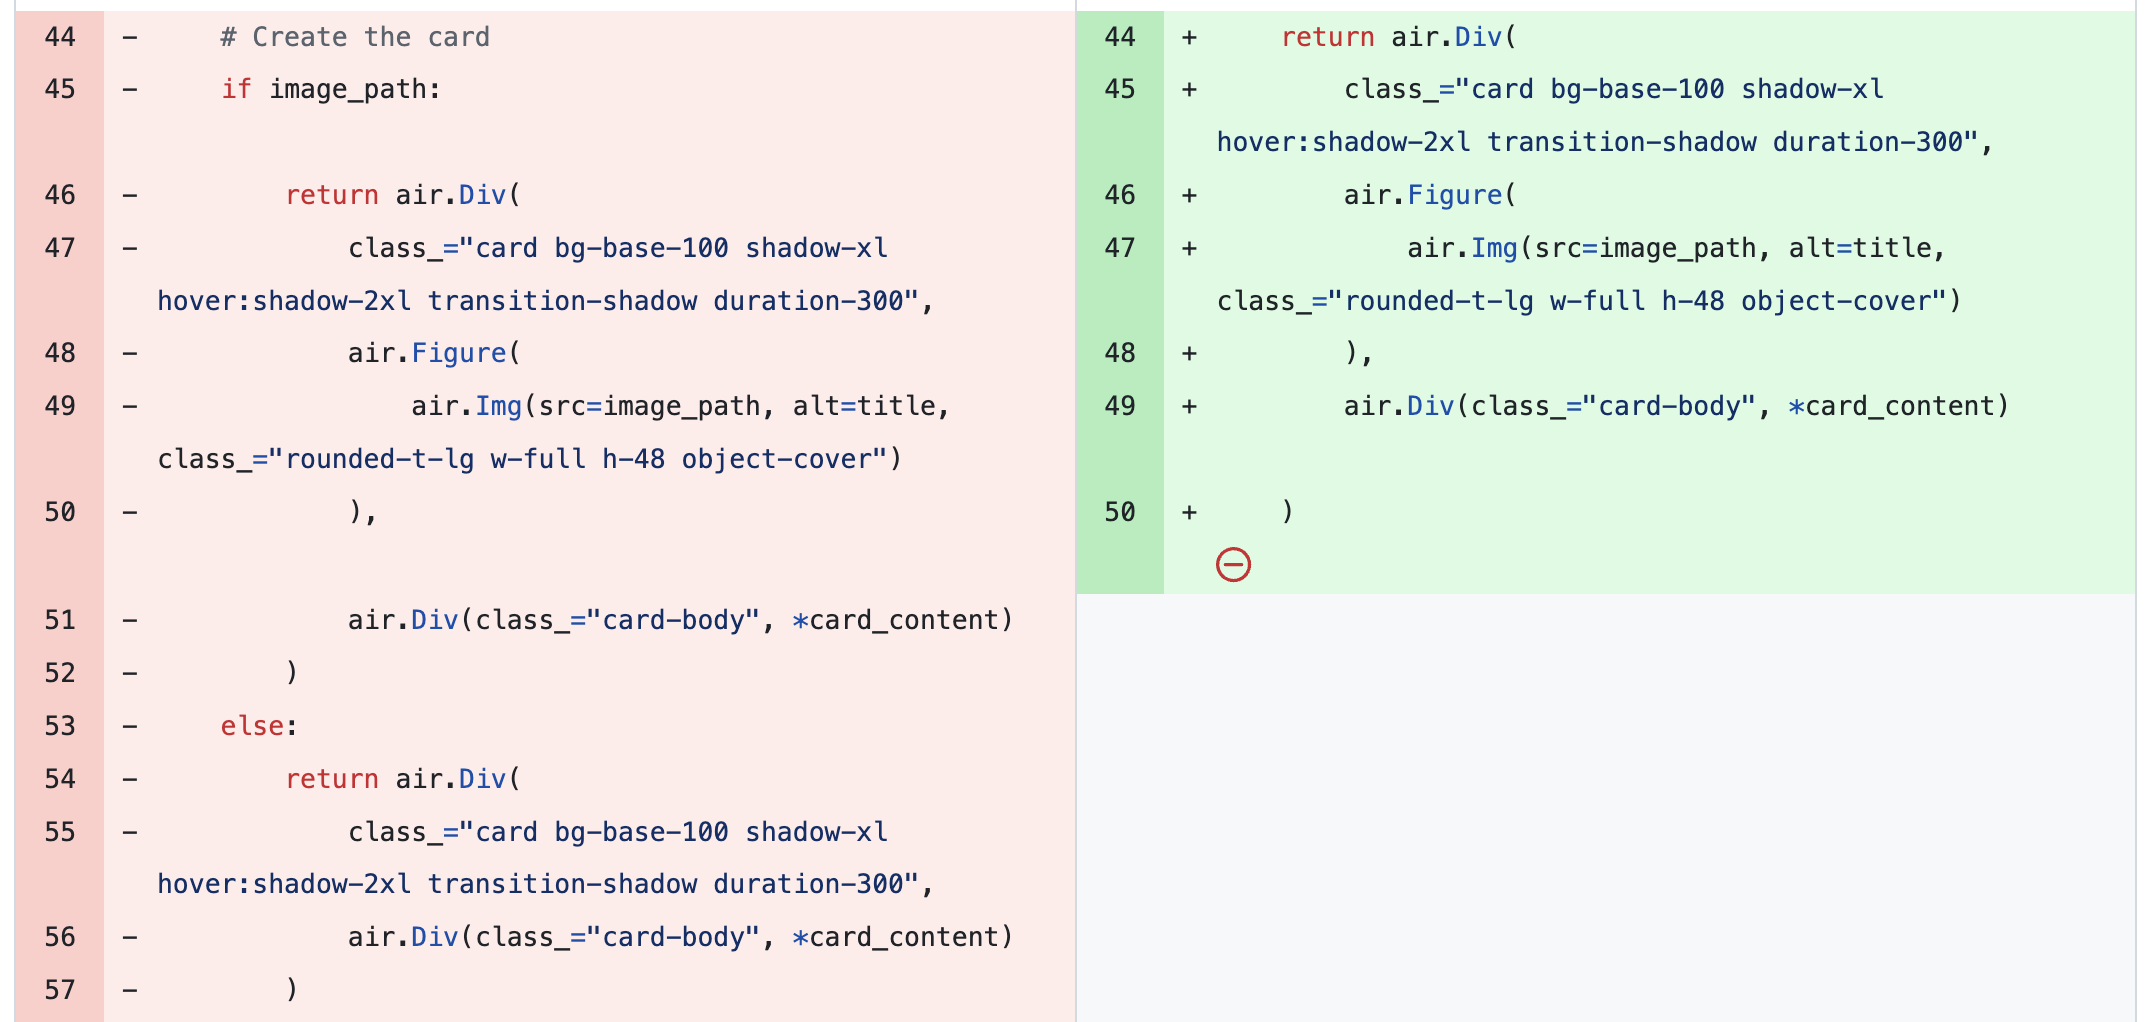 44 -     # Create the card
45 -     if image_path:
46 -         return air.Div(
47 -             class_="card bg-base-100 shadow-xl
hover:shadow-2xl transition-shadow duration-300",
48 -             air.Figure(
49 -                 air.Img(src=image_path, alt=title,
class_="rounded-t-lg w-full h-48 object-cover")
50 -             ),
51 -             air.Div(class_="card-body", *card_content)
52 -         )
53 -     else:
54 -         return air.Div(
55 -             class_="card bg-base-100 shadow-xl
hover:shadow-2xl transition-shadow duration-300",
56 -             air.Div(class_="card-body", *card_content)
57 -         )
44 +     return air.Div(
45 +         class_="card bg-base-100 shadow-xl
hover:shadow-2xl transition-shadow duration-300",
46 +         air.Figure(
47 +             air.Img(src=image_path, alt=title,
class_="rounded-t-lg w-full h-48 object-cover")
48 +         ),
49 +         air.Div(class_="card-body", *card_content)
50 +     )